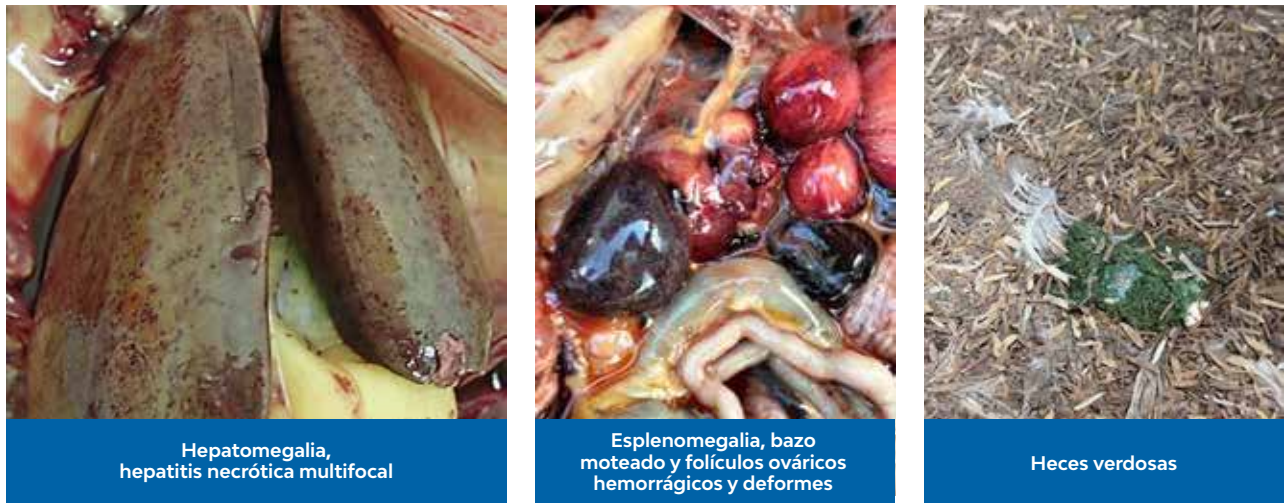 Hepatomegalia,
hepatitis necrótica multifocal
Esplenomegalia, bazo
moteado y folículos ováricos
hemorrágicos y deformes
Heces verdosas